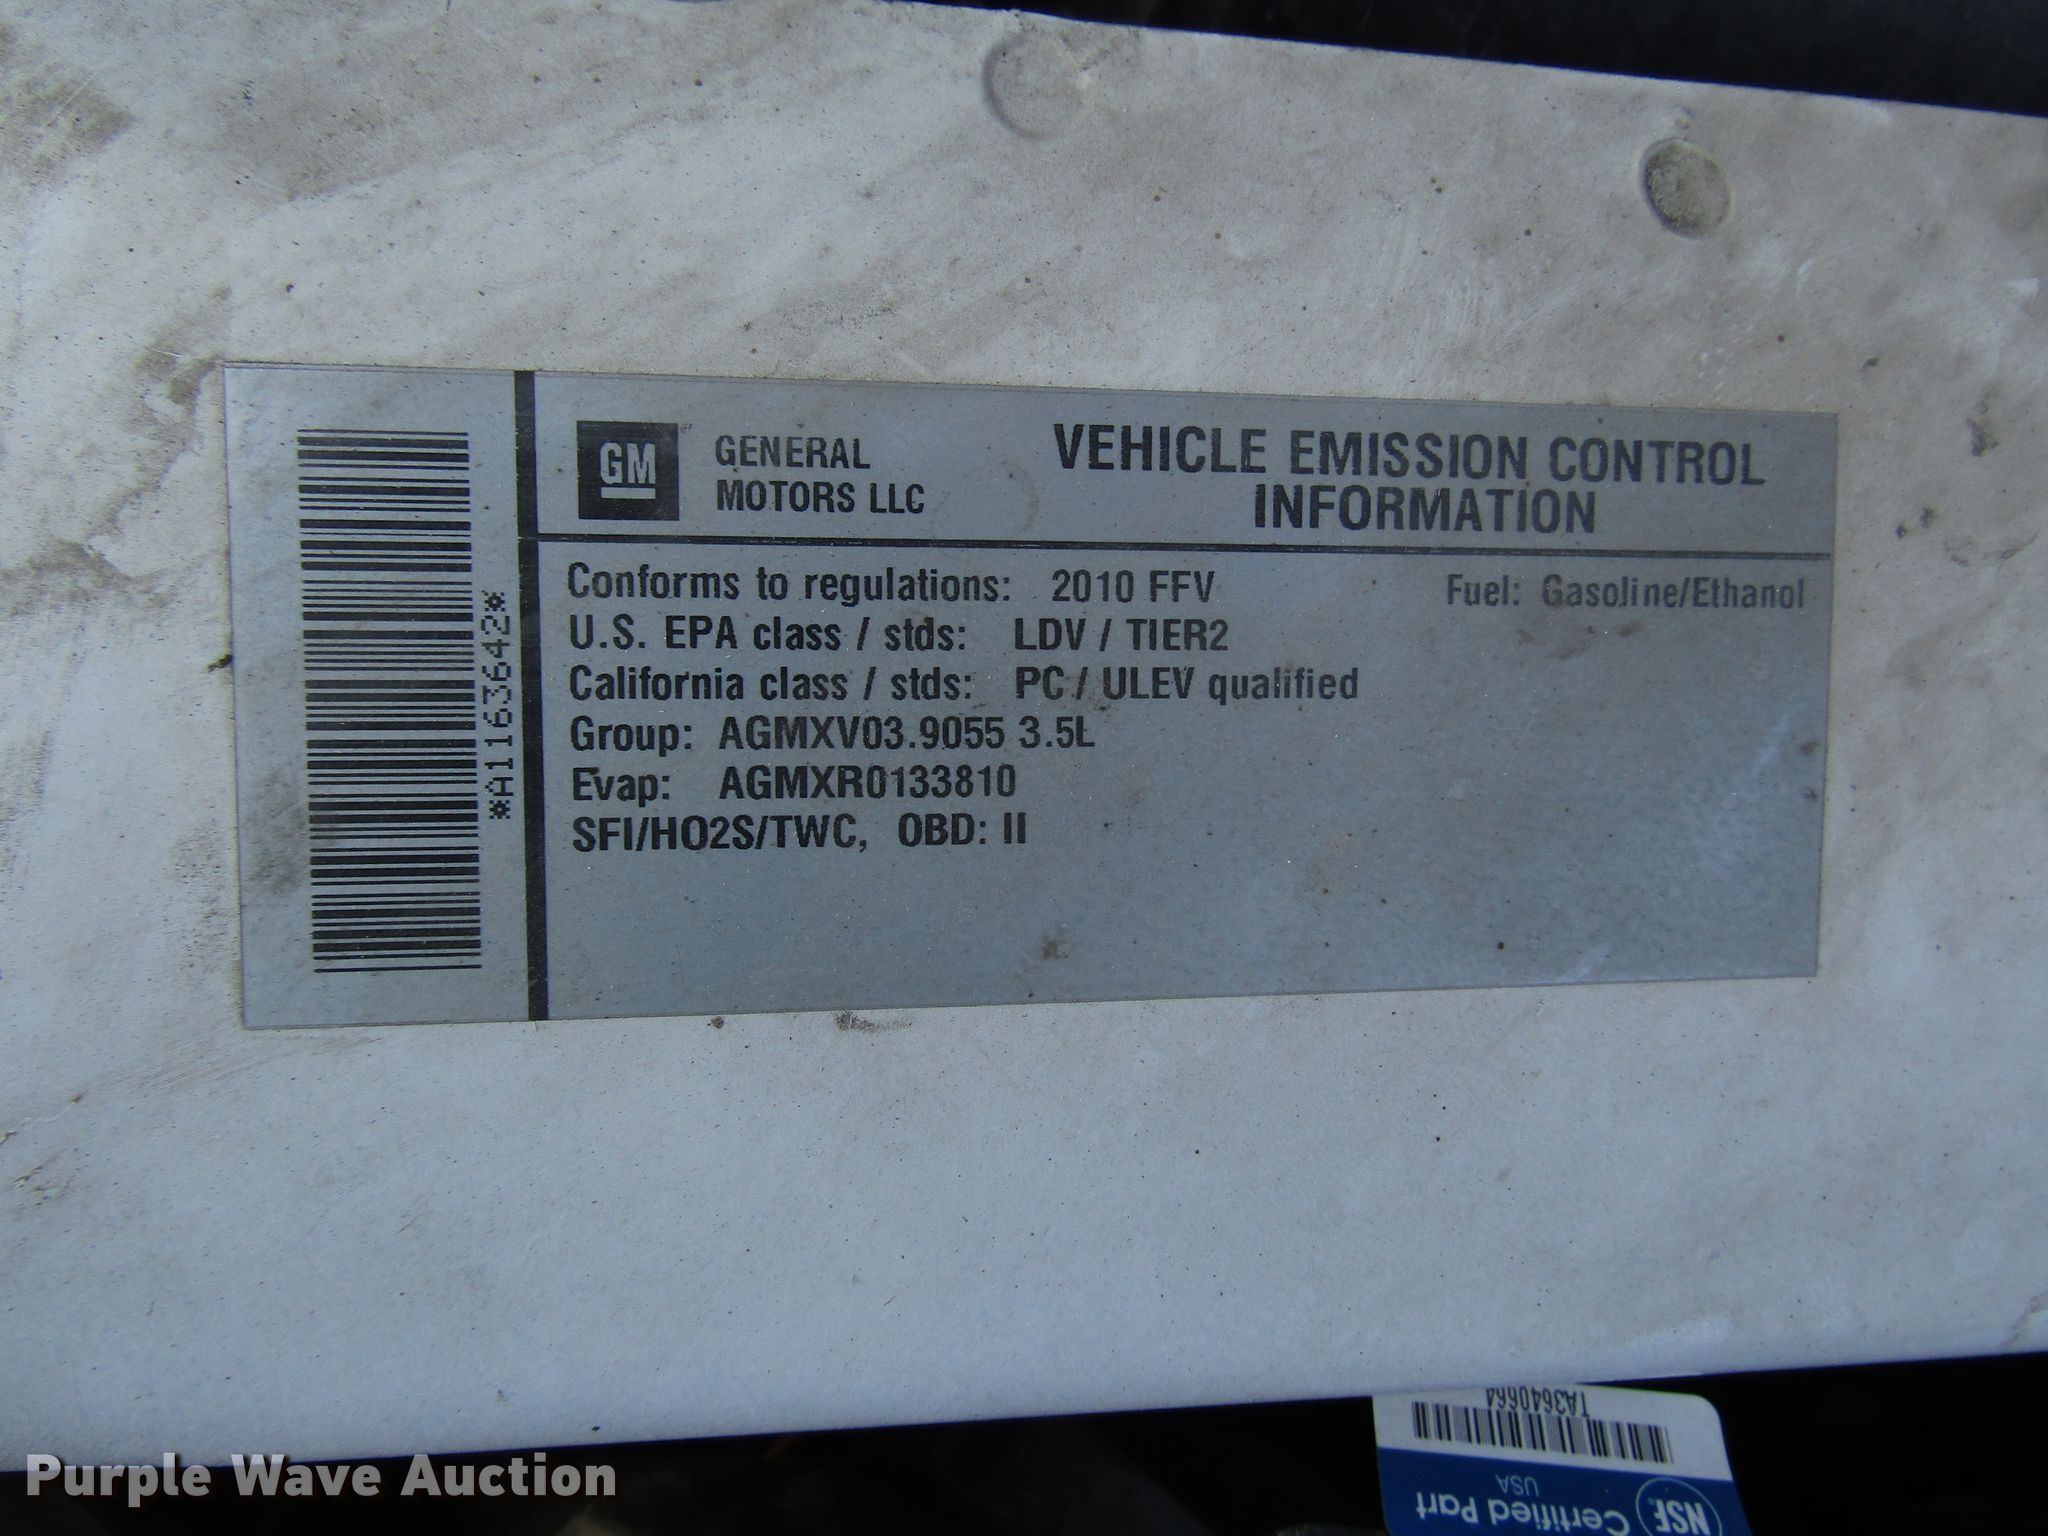 GM
GENERAL
MOTORS LLC
VEHICLE EMISSION CONTROL
INFORMATION
Conforms to regulations: 2010 FFV
Fuel: Gasoline/Ethanol
U.S. EPA class / stds: LDV / TIER2
California class / stds: PC / ULEV qualified
Group: AGMXV03.9055 3.5L
Evap: AGMXR0133810
SFI/HO2S/TWC, OBD: II
*A1163642*
TA3640664
USA
NSF. Certified Part
Purple Wave Auction